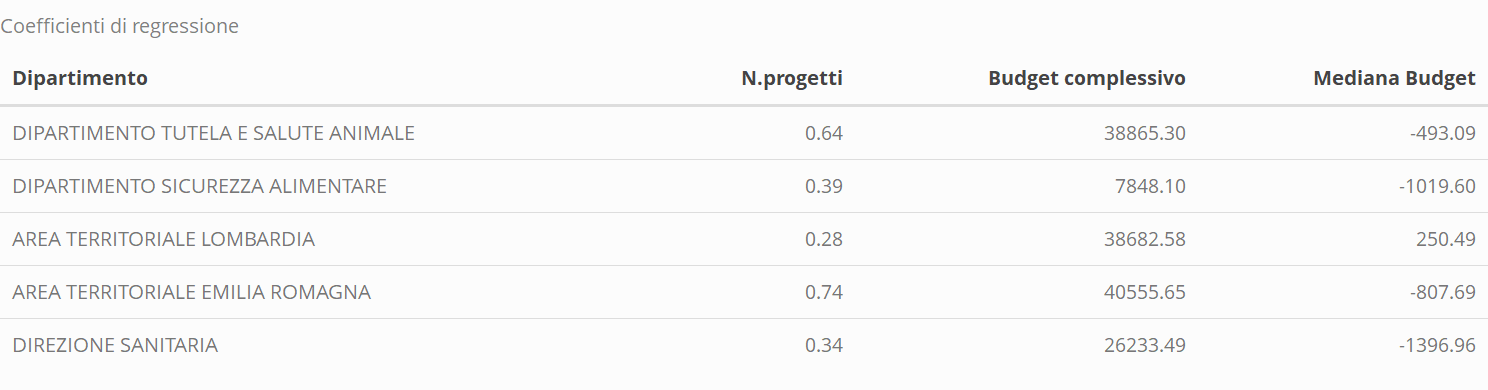 Coefficienti di regressione
Dipartimento N.progetti Budget complessivo Mediana Budget
DIPARTIMENTO TUTELA E SALUTE ANIMALE 0.64 38865.30 -493.09
DIPARTIMENTO SICUREZZA ALIMENTARE 0.39 7848.10 -1019.60
AREA TERRITORIALE LOMBARDIA 0.28 38682.58 250.49
AREA TERRITORIALE EMILIA ROMAGNA 0.74 40555.65 -807.69
DIREZIONE SANITARIA 0.34 26233.49 -1396.96